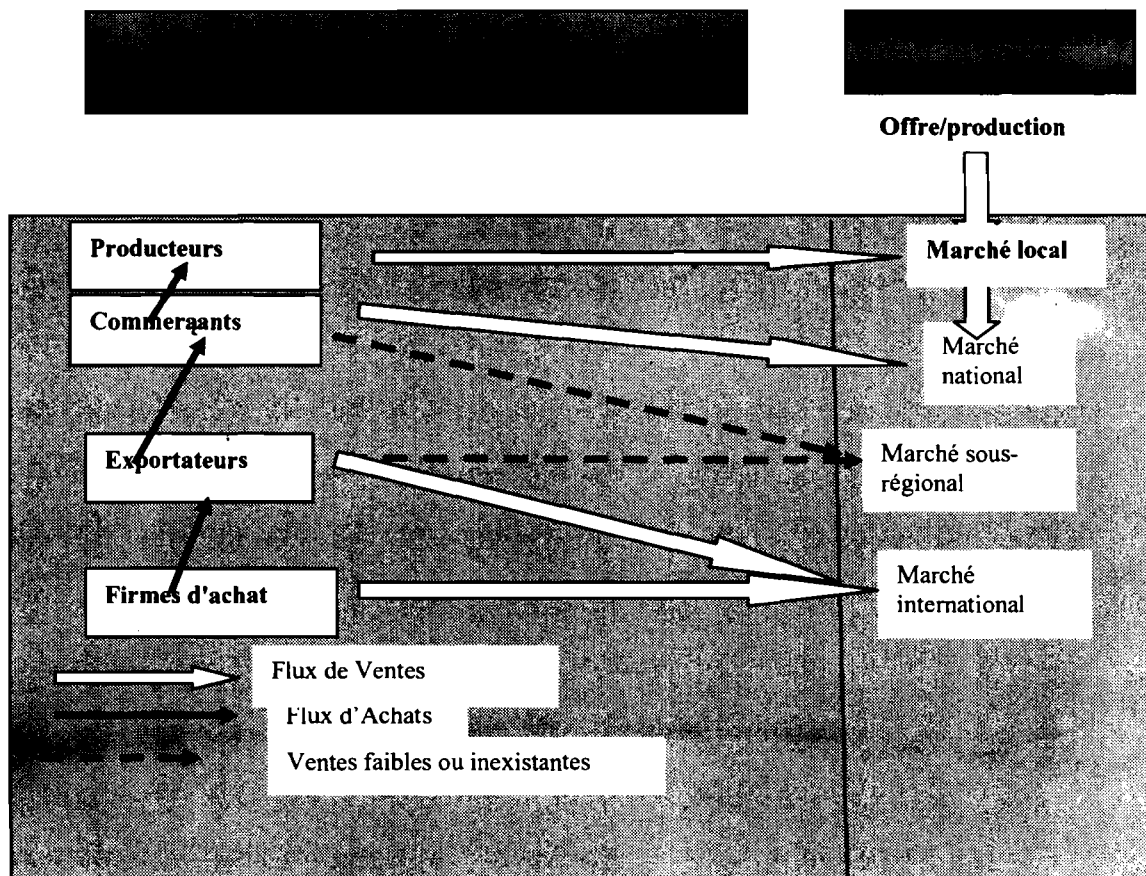 Offre/production
Producteurs
Marché local
Commerçants
Marché
national
Exportateurs
Marché sous-
régional
Firmes d'achat
Marché
international
Flux de Ventes
Flux d'Achats
Ventes faibles ou inexistantes